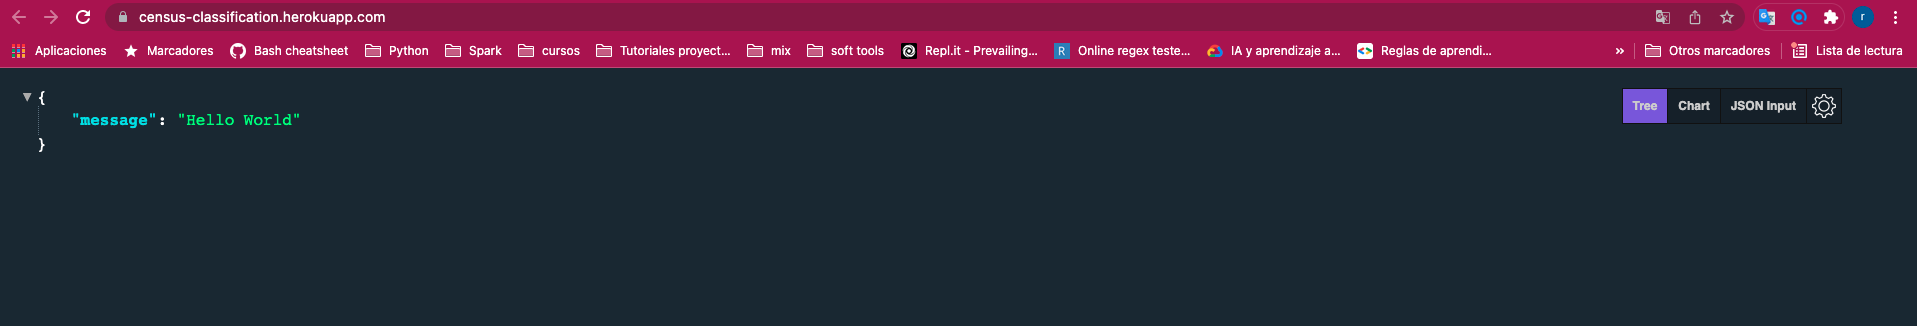 census-classification.herokuapp.com
r
Aplicaciones Marcadores Bash cheatsheet Python Spark cursos Tutoriales proyect... mix soft tools Repl.it - Prevailing... R Online regex teste... IA y aprendizaje a... Reglas de aprendi... » Otros marcadores Lista de lectura
{
"message": "Hello World"
}
Tree Chart JSON Input